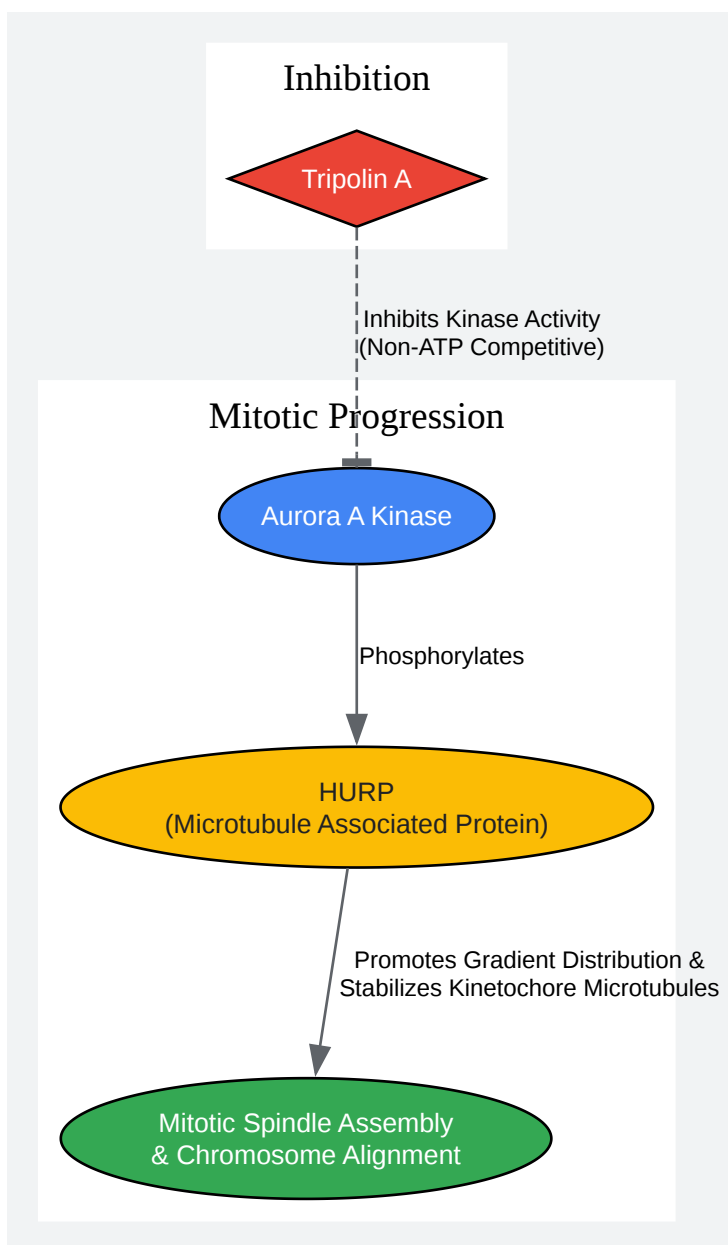 Inhibition
Tripolin A
Inhibits Kinase Activity
(Non-ATP Competitive)
Mitotic Progression
Aurora A Kinase
Phosphorylates
HURP
(Microtubule Associated Protein)
Promotes Gradient Distribution &
Stabilizes Kinetochore Microtubules
Mitotic Spindle Assembly
& Chromosome Alignment